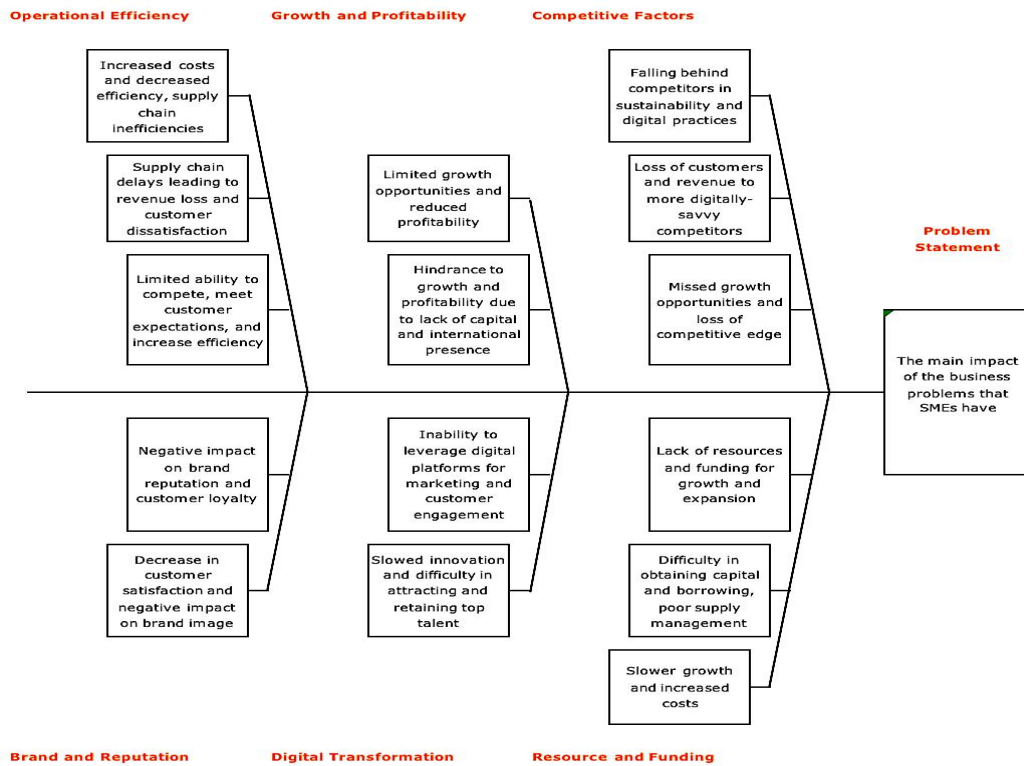 Operational Efficiency
Growth and Profitability
Competitive Factors
Increased costs
and decreased
efficiency, supply
chain
inefficiencies
Supply chain
delays leading to
revenue loss and
customer
dissatisfaction
Limited ability to
compete, meet
customer
expectations, and
increase efficiency
Limited growth
opportunities and
reduced
profitability
Hindrance to
growth and
profitability due
to lack of capital
and international
presence
Falling behind
competitors in
sustainability and
digital practices
Loss of customers
and revenue to
more digitally-
savvy
competitors
Missed growth
opportunities and
loss of
competitive edge
Problem
Statement
The main impact
of the business
problems that
SMEs have
Negative impact
on brand
reputation and
customer loyalty
Decrease in
customer
satisfaction and
negative impact
on brand image
Inability to
leverage digital
platforms for
marketing and
customer
engagement
Slowed innovation
and difficulty in
attracting and
retaining top
talent
Lack of resources
and funding for
growth and
expansion
Difficulty in
obtaining capital
and borrowing,
poor supply
management
Slower growth
and increased
costs
Brand and Reputation
Digital Transformation
Resource and Funding